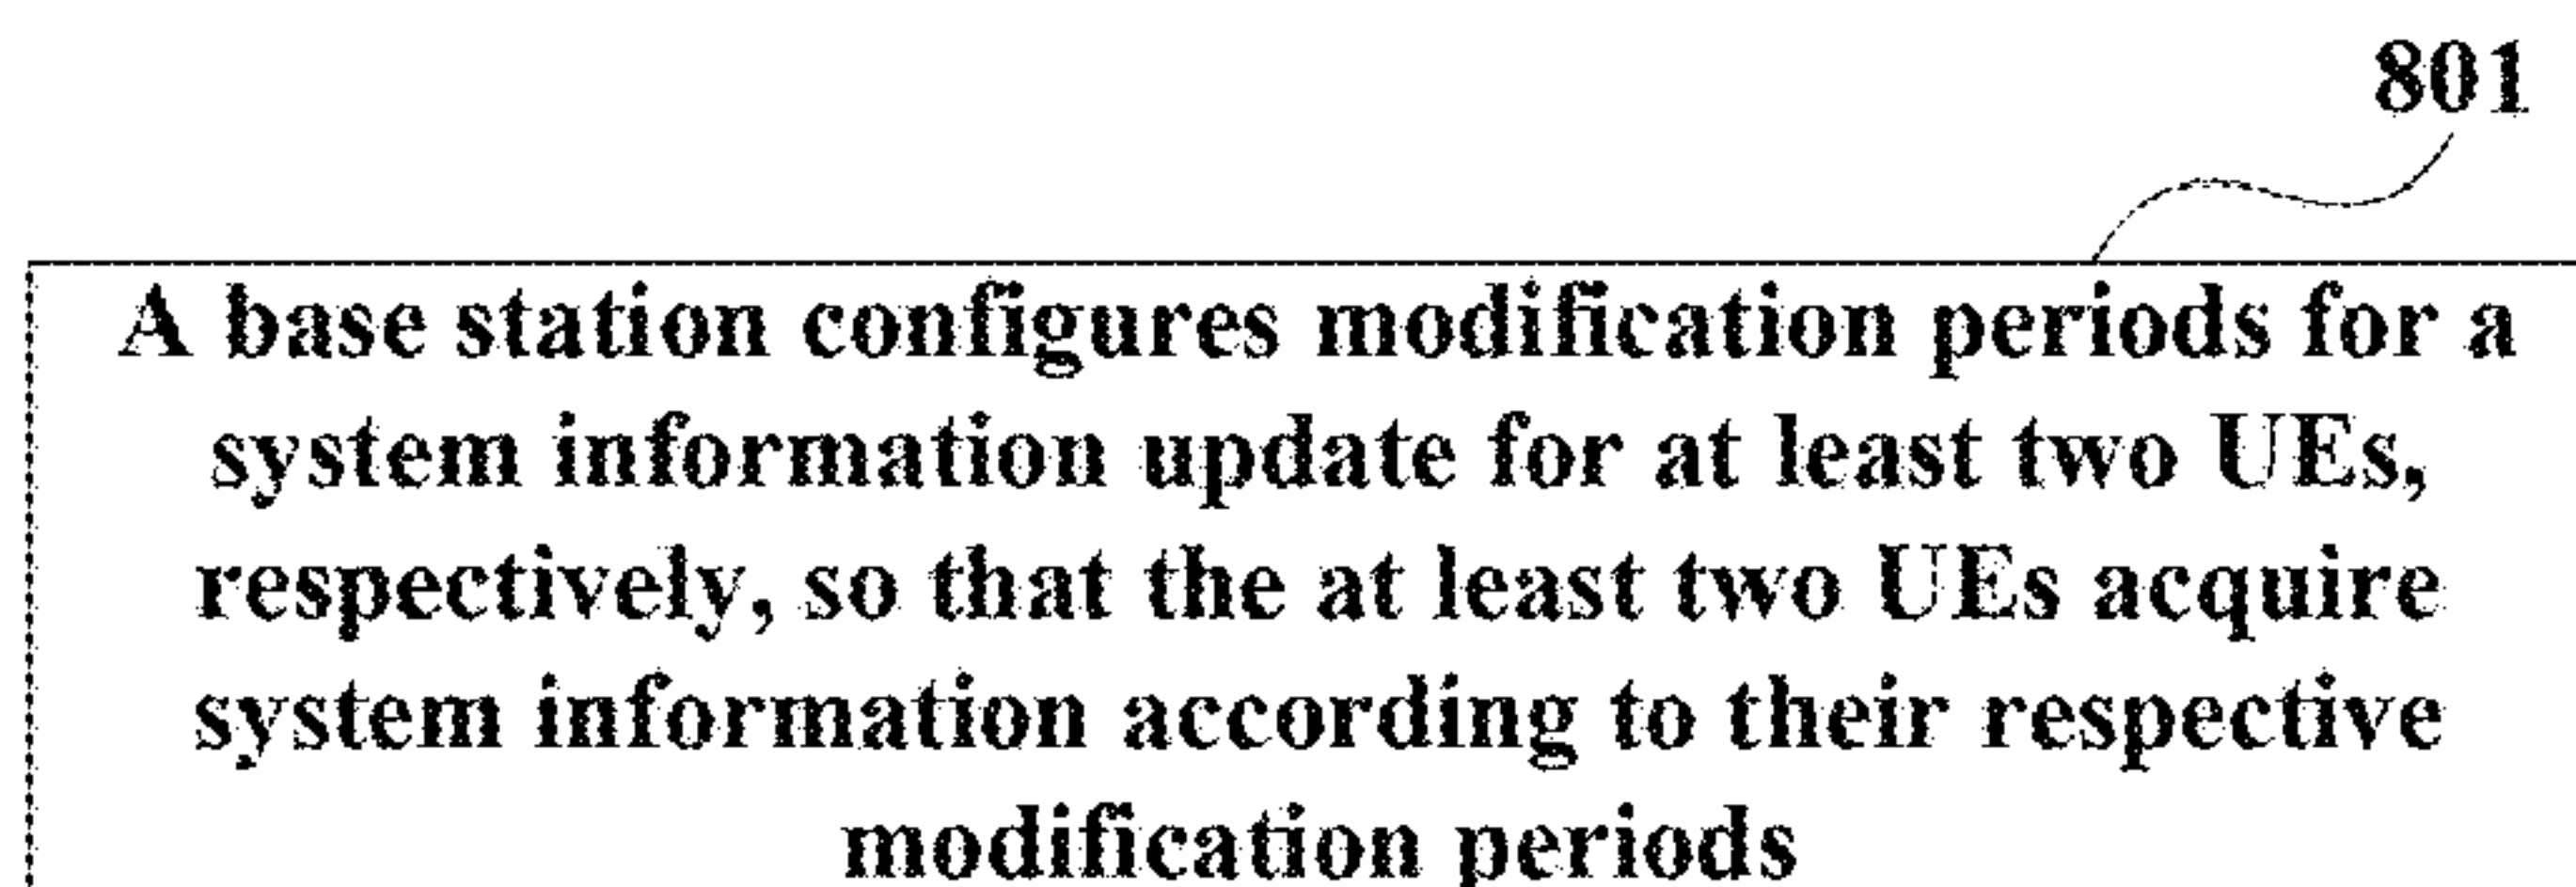 801
A base station configures modification periods for a
system information update for at least two UEs,
respectively, so that the at least two UEs acquire
system information according to their respective
modification periods